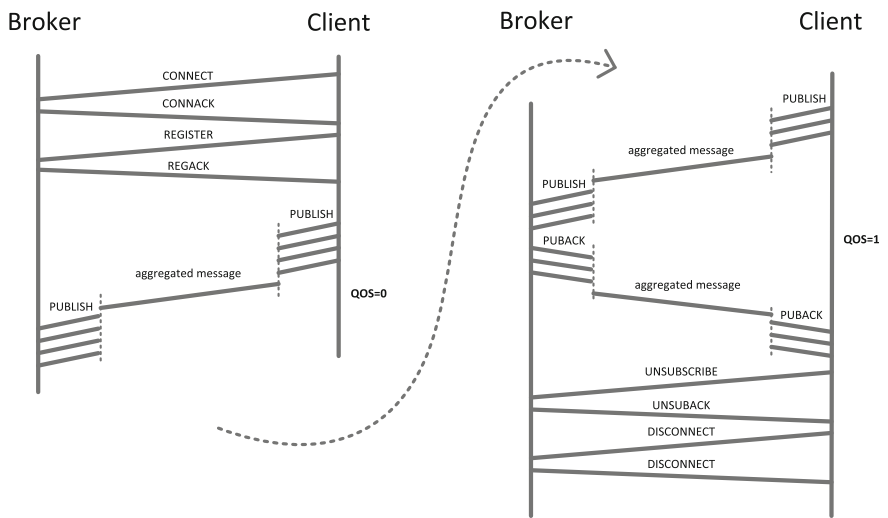 Broker
Client
CONNECT
CONNACK
REGISTER
REGACK
PUBLISH
aggregated message
QOS=0
PUBLISH
Broker
Client
PUBLISH
aggregated message
PUBLISH
QOS=1
PUBACK
aggregated message
PUBACK
UNSUBSCRIBE
UNSUBACK
DISCONNECT
DISCONNECT